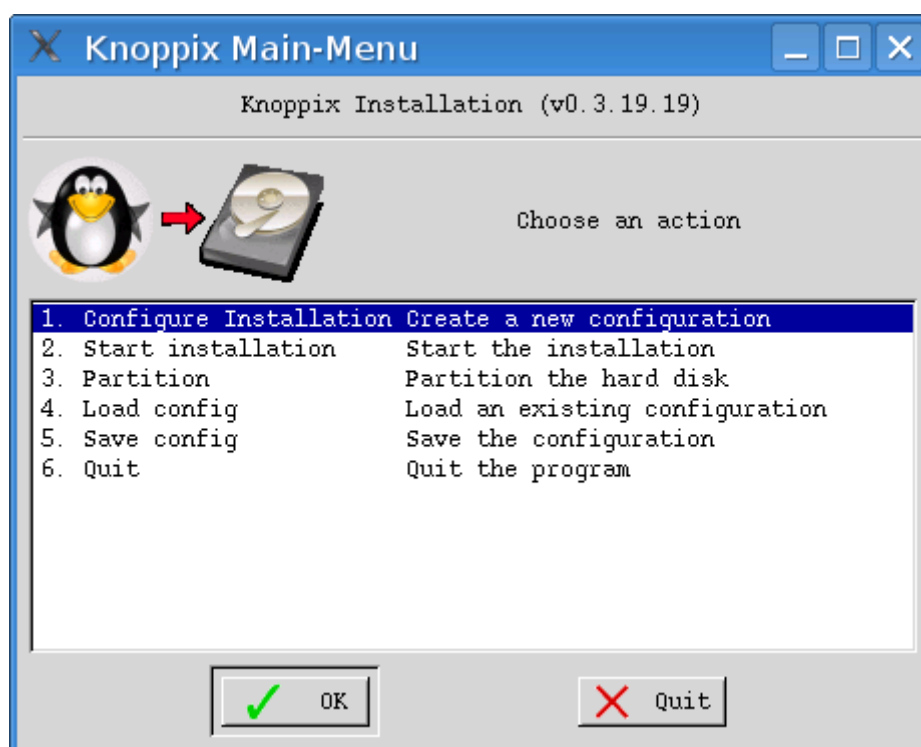 Knoppix Main-Menu
Knoppix Installation (v0.3.19.19)
Choose an action
1. Configure Installation Create a new configuration
2. Start installation Start the installation
3. Partition Partition the hard disk
4. Load config Load an existing configuration
5. Save config Save the configuration
6. Quit Quit the program
OK Quit